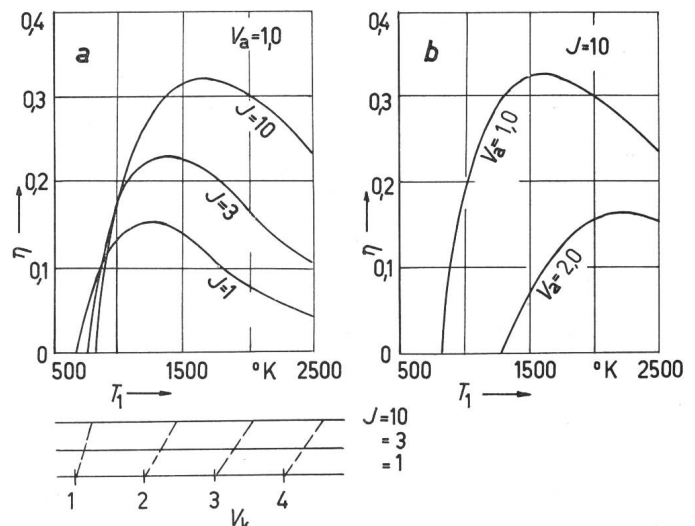 a
Vₐ=1,0
0,4
0,3
0,2
0,1
0
η
J=10
J=3
J=1
500 1000 1500 °K 2500
T₁
b
J=10
0,4
0,3
0,2
0,1
0
η
Vₐ=1,0
Vₐ=2,0
500 1000 1500 °K 2500
T₁
J=10
=3
=1
1 2 3 4
Vₖ